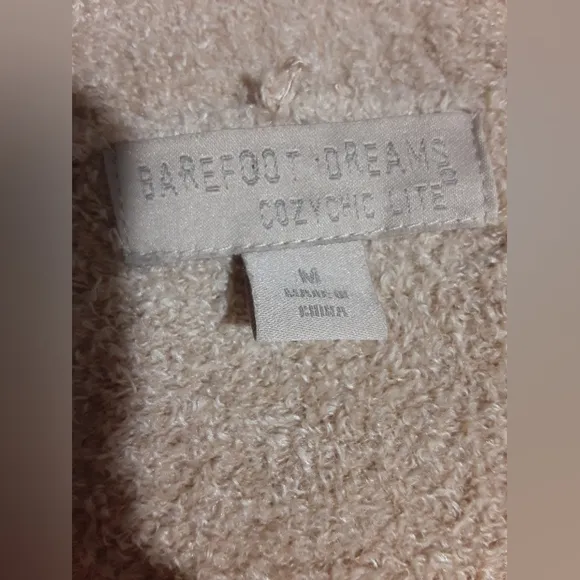 BAREFOOT DREAMS®
COZYCHIC LITE®
M
MADE IN
CHINA